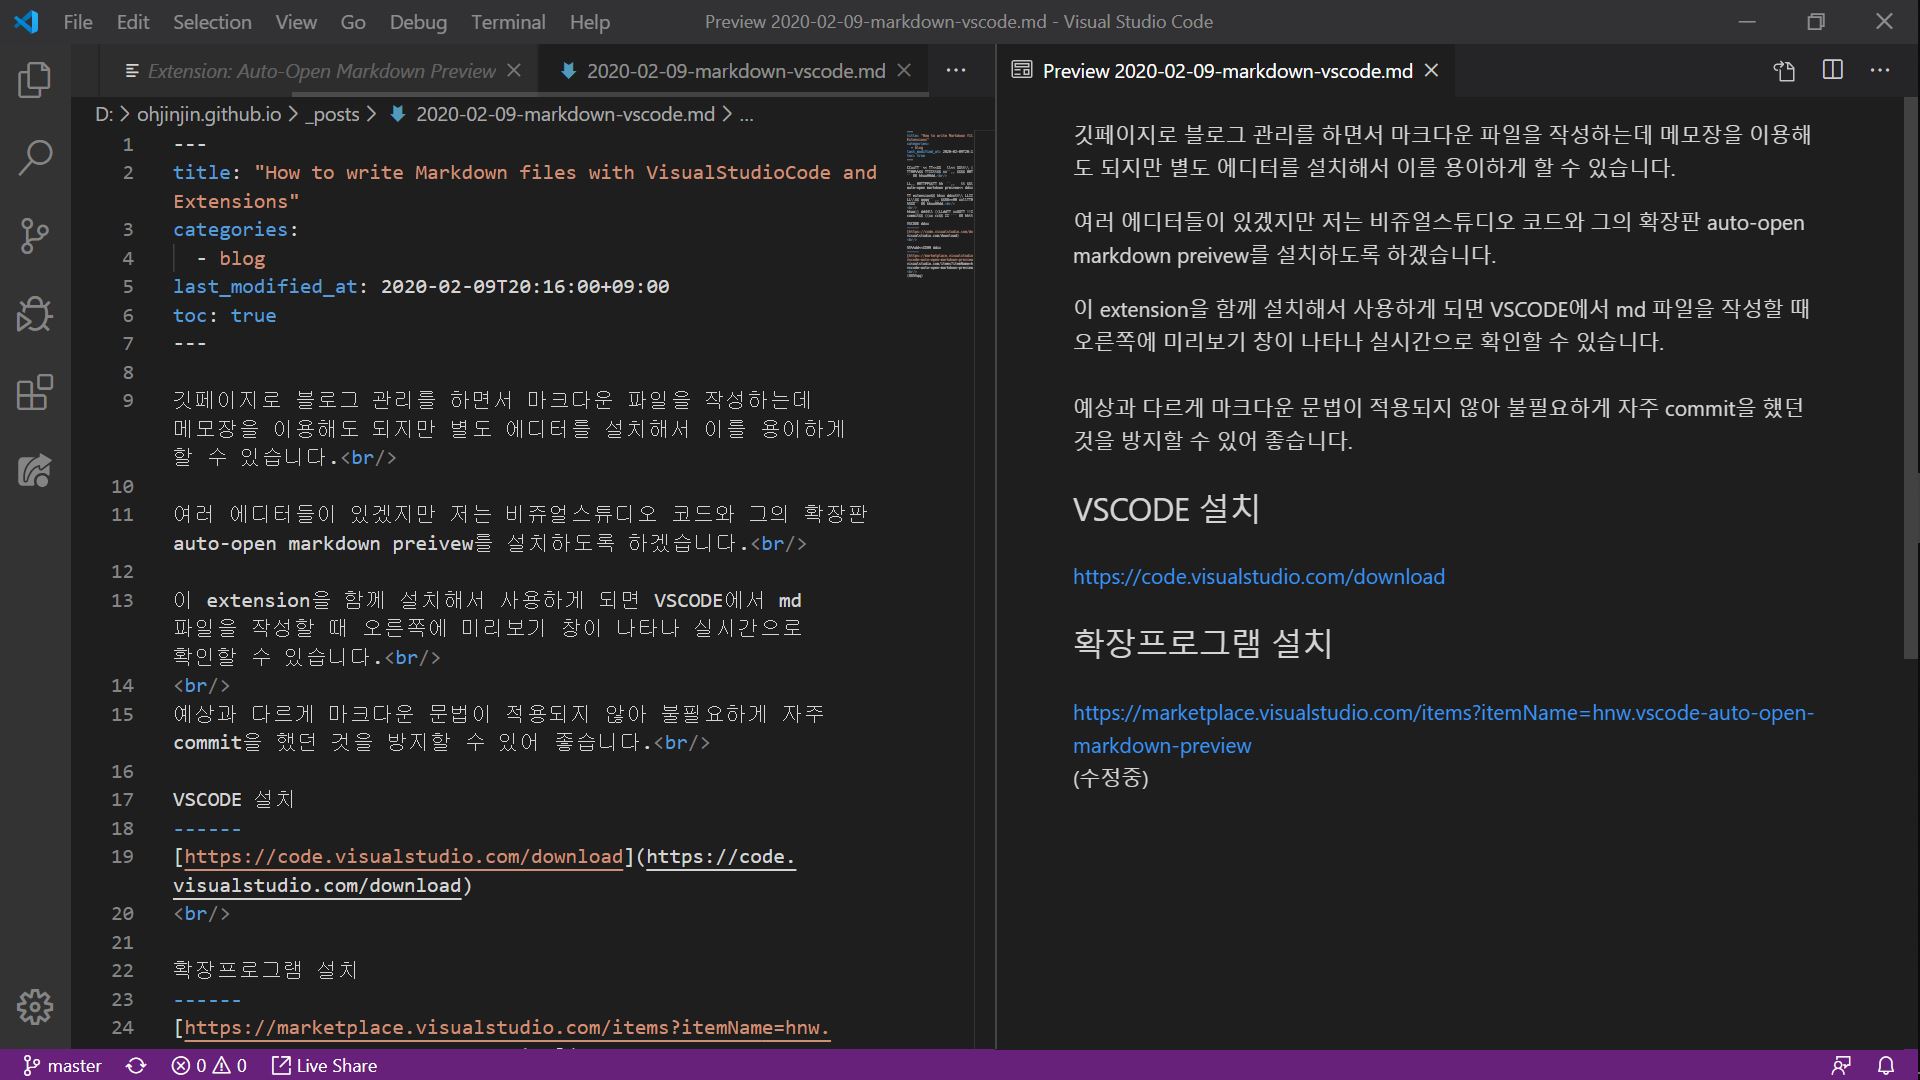 File Edit Selection View Go Debug Terminal Help
Preview 2020-02-09-markdown-vscode.md - Visual Studio Code
Extension: Auto-Open Markdown Preview
2020-02-09-markdown-vscode.md
D: > ohjinjin.github.io > _posts > 2020-02-09-markdown-vscode.md > ...
1 ---
2 title: "How to write Markdown files with VisualStudioCode and
Extensions"
3 categories:
4 - blog
5 last_modified_at: 2020-02-09T20:16:00+09:00
6 toc: true
7 ---
8
9 깃페이지로 블로그 관리를 하면서 마크다운 파일을 작성하는데
메모장을 이용해도 되지만 별도 에디터를 설치해서 이를 용이하게
할 수 있습니다.<br/>
10
11 여러 에디터들이 있겠지만 저는 비쥬얼스튜디오 코드와 그의 확장판
auto-open markdown preivew를 설치하도록 하겠습니다.<br/>
12
13 이 extension을 함께 설치해서 사용하게 되면 VSCODE에서 md
파일을 작성할 때 오른쪽에 미리보기 창이 나타나 실시간으로
확인할 수 있습니다.<br/>
14 <br/>
15 예상과 다르게 마크다운 문법이 적용되지 않아 불필요하게 자주
commit을 했던 것을 방지할 수 있어 좋습니다.<br/>
16
17 VSCODE 설치
18 ------
19 [https://code.visualstudio.com/download](https://code.
visualstudio.com/download)
20 <br/>
21
22 확장프로그램 설치
23 ------
24 [https://marketplace.visualstudio.com/items?itemName=hnw.
Preview 2020-02-09-markdown-vscode.md
깃페이지로 블로그 관리를 하면서 마크다운 파일을 작성하는데 메모장을 이용해
도 되지만 별도 에디터를 설치해서 이를 용이하게 할 수 있습니다.
여러 에디터들이 있겠지만 저는 비쥬얼스튜디오 코드와 그의 확장판 auto-open
markdown preivew를 설치하도록 하겠습니다.
이 extension을 함께 설치해서 사용하게 되면 VSCODE에서 md 파일을 작성할 때
오른쪽에 미리보기 창이 나타나 실시간으로 확인할 수 있습니다.
예상과 다르게 마크다운 문법이 적용되지 않아 불필요하게 자주 commit을 했던
것을 방지할 수 있어 좋습니다.
VSCODE 설치
https://code.visualstudio.com/download
확장프로그램 설치
https://marketplace.visualstudio.com/items?itemName=hnw.vscode-auto-open-
markdown-preview
(수정중)
master 0 0 Live Share